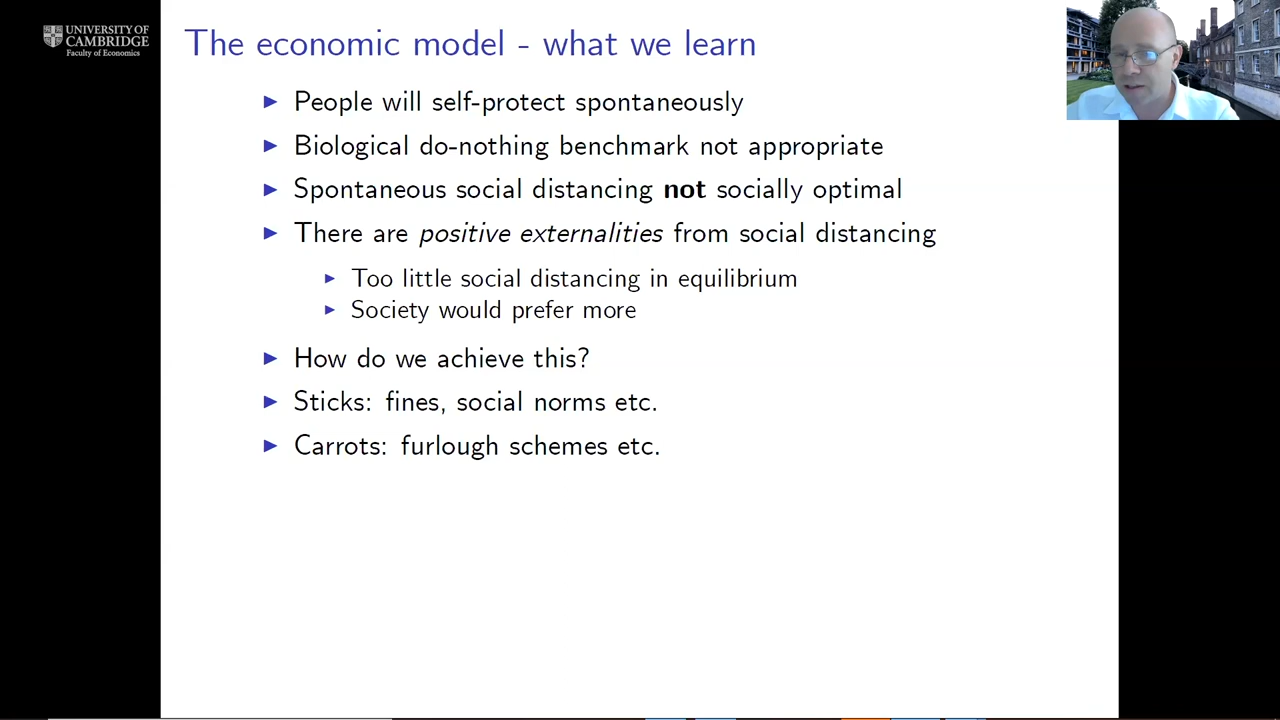 UNIVERSITY OF
CAMBRIDGE
Faculty of Economics
The economic model - what we learn
People will self-protect spontaneously
Biological do-nothing benchmark not appropriate
Spontaneous social distancing not socially optimal
There are positive externalities from social distancing
Too little social distancing in equilibrium
Society would prefer more
How do we achieve this?
Sticks: fines, social norms etc.
Carrots: furlough schemes etc.